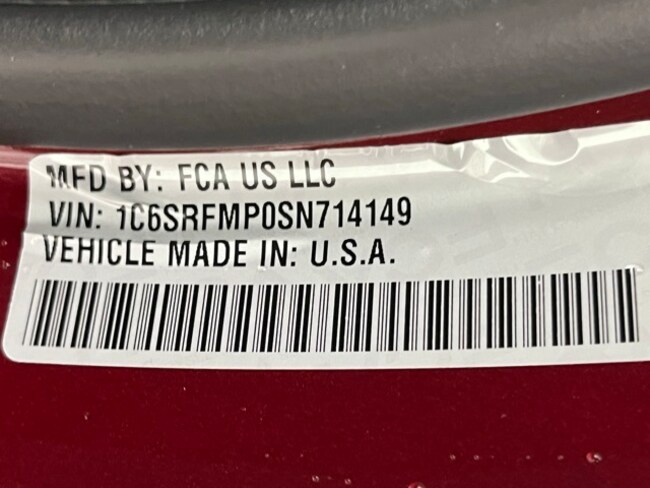 MFD BY: FCA US LLC
VIN: 1C6SRFMP0SN714149
VEHICLE MADE IN: U.S.A.